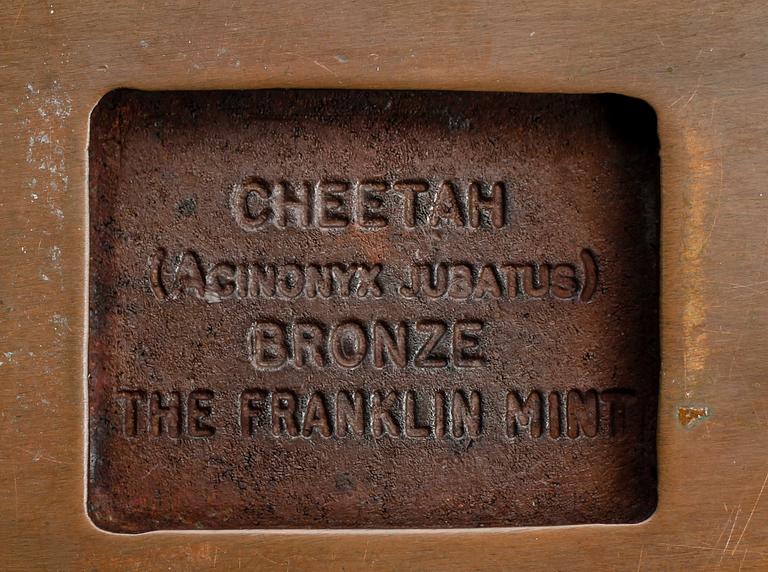 CHEETAH
(ACINONYX JUBATUS)
BRONZE
THE FRANKLIN MINT